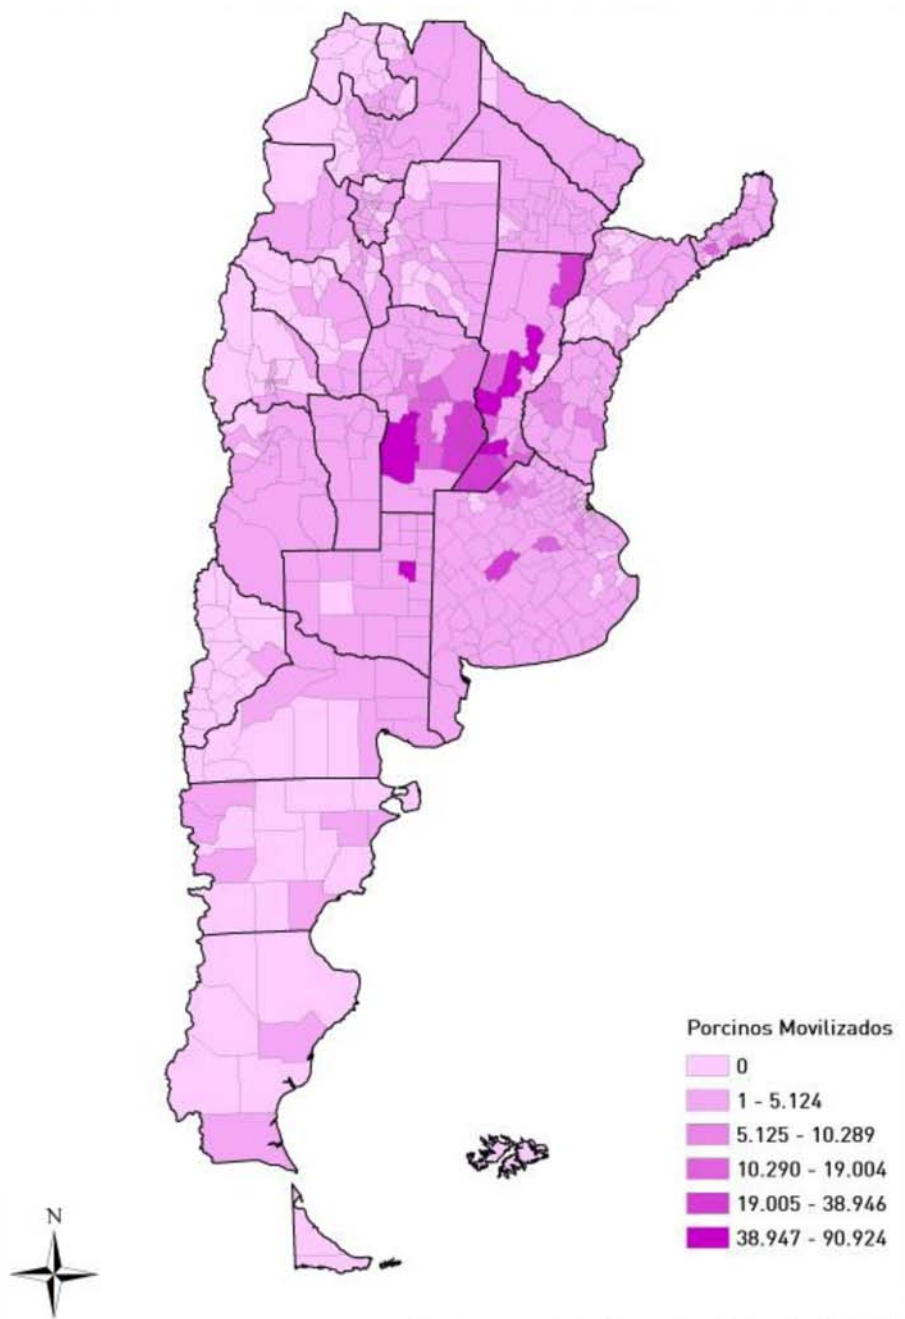 Porcinos Movilizados
0
1 - 5.124
5.125 - 10.289
10.290 - 19.004
19.005 - 38.946
38.947 - 90.924
N